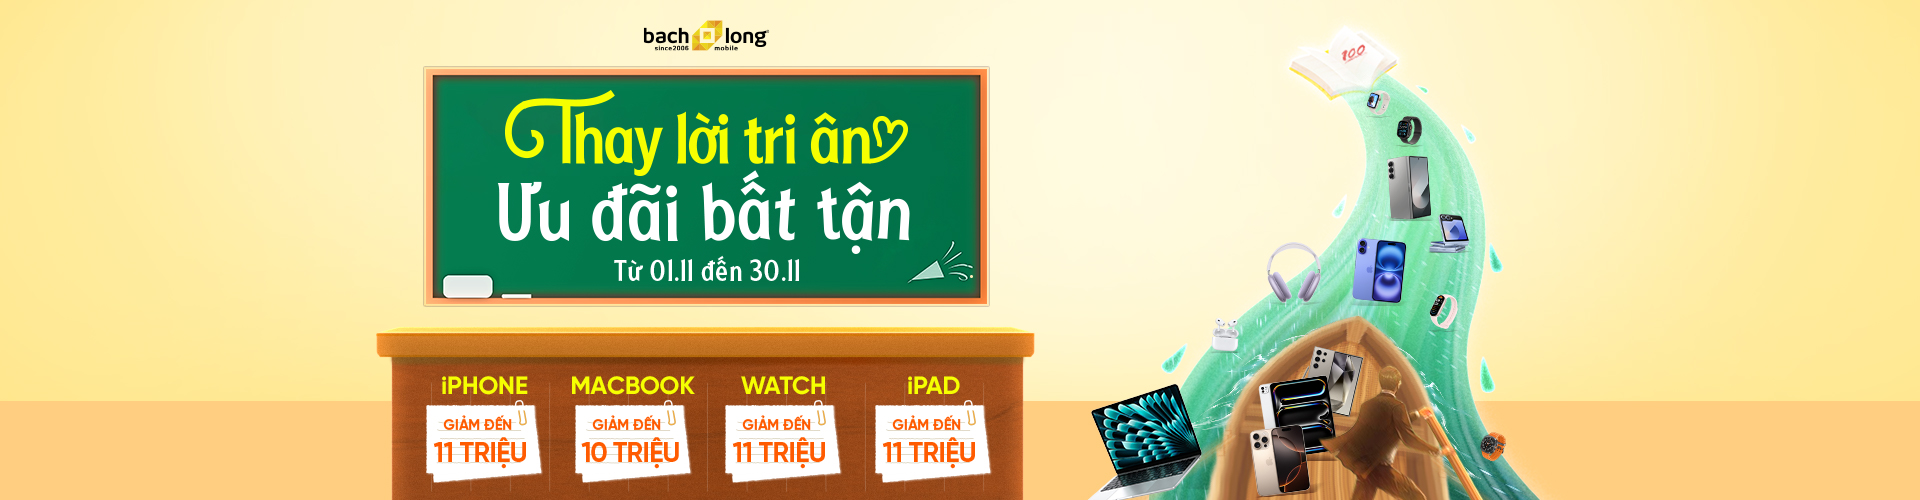 bach long
since2006 mobile
Thay lời tri ân
Ưu đãi bất tận
Từ 01.11 đến 30.11
100
iPHONE
GIẢM ĐẾN
11 TRIỆU
MACBOOK
GIẢM ĐẾN
10 TRIỆU
WATCH
GIẢM ĐẾN
11 TRIỆU
iPAD
GIẢM ĐẾN
11 TRIỆU